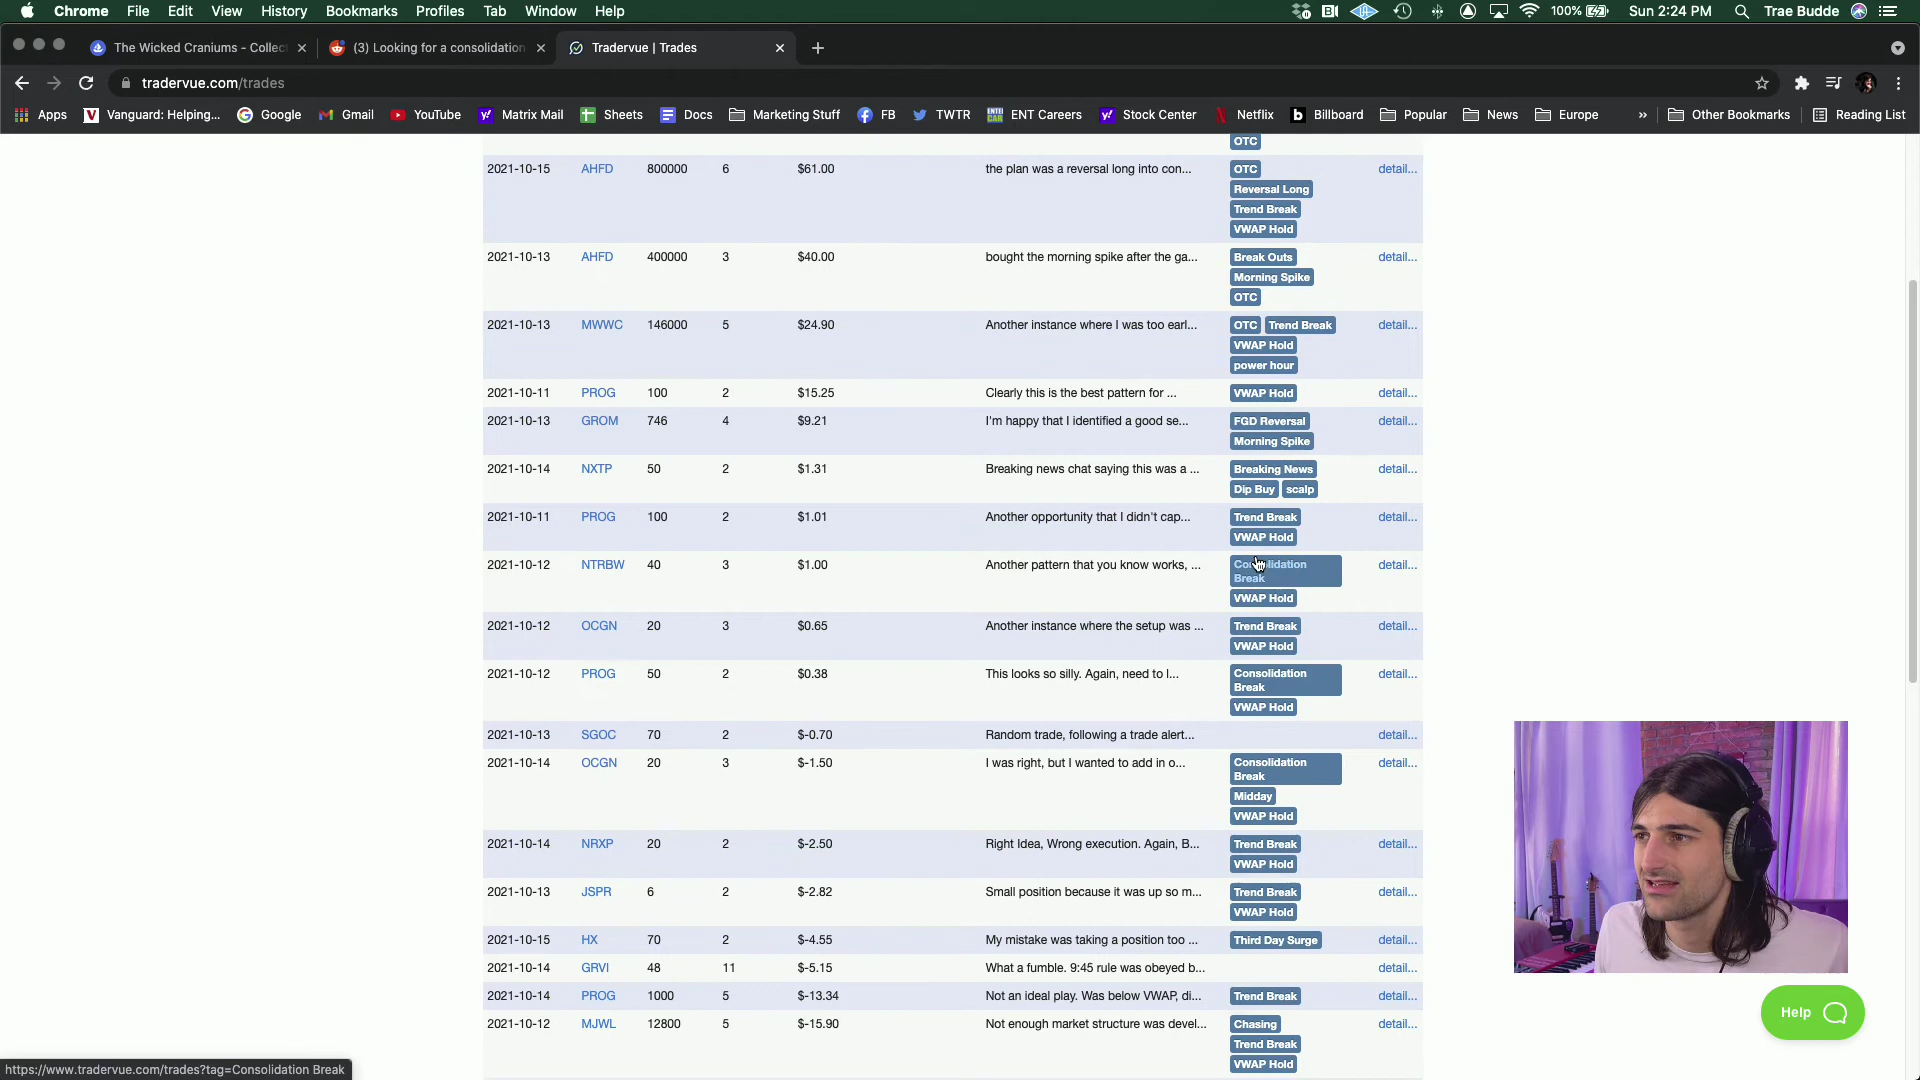 Chrome File Edit View History Bookmarks Profiles Tab Window Help 100% Sun 2:24 PM Trae Budde
The Wicked Craniums - Collect (3) Looking for a consolidation Tradervue | Trades
tradervue.com/trades
Apps Vanguard: Helping... Google Gmail YouTube Matrix Mail Sheets Docs Marketing Stuff FB TWTR ENT Careers Stock Center Netflix Billboard Popular News Europe » Other Bookmarks Reading List
OTC
2021-10-15 AHFD 800000 6 $61.00 the plan was a reversal long into con... OTC detail...
Reversal Long
Trend Break
VWAP Hold
2021-10-13 AHFD 400000 3 $40.00 bought the morning spike after the ga... Break Outs detail...
Morning Spike
OTC
2021-10-13 MWWC 146000 5 $24.90 Another instance where I was too earl... OTC Trend Break detail...
VWAP Hold
power hour
2021-10-11 PROG 100 2 $15.25 Clearly this is the best pattern for ... VWAP Hold detail...
2021-10-13 GROM 746 4 $9.21 I'm happy that I identified a good se... FGD Reversal detail...
Morning Spike
2021-10-14 NXTP 50 2 $1.31 Breaking news chat saying this was a ... Breaking News detail...
Dip Buy scalp
2021-10-11 PROG 100 2 $1.01 Another opportunity that I didn't cap... Trend Break detail...
VWAP Hold
2021-10-12 NTRBW 40 3 $1.00 Another pattern that you know works, ... Consolidation detail...
Break
VWAP Hold
2021-10-12 OCGN 20 3 $0.65 Another instance where the setup was ... Trend Break detail...
VWAP Hold
2021-10-12 PROG 50 2 $0.38 This looks so silly. Again, need to l... Consolidation detail...
Break
VWAP Hold
2021-10-13 SGOC 70 2 $-0.70 Random trade, following a trade alert... detail...
2021-10-14 OCGN 20 3 $-1.50 I was right, but I wanted to add in o... Consolidation detail...
Break
Midday
VWAP Hold
2021-10-14 NRXP 20 2 $-2.50 Right Idea, Wrong execution. Again, B... Trend Break detail...
VWAP Hold
2021-10-13 JSPR 6 2 $-2.82 Small position because it was up so m... Trend Break detail...
VWAP Hold
2021-10-15 HX 70 2 $-4.55 My mistake was taking a position too ... Third Day Surge detail...
2021-10-14 GRVI 48 11 $-5.15 What a fumble. 9:45 rule was obeyed b... detail...
2021-10-14 PROG 1000 5 $-13.34 Not an ideal play. Was below VWAP, di... Trend Break detail...
2021-10-12 MJWL 12800 5 $-15.90 Not enough market structure was devel... Chasing detail...
Trend Break
VWAP Hold
Help
https://www.tradervue.com/trades?tag=Consolidation Break